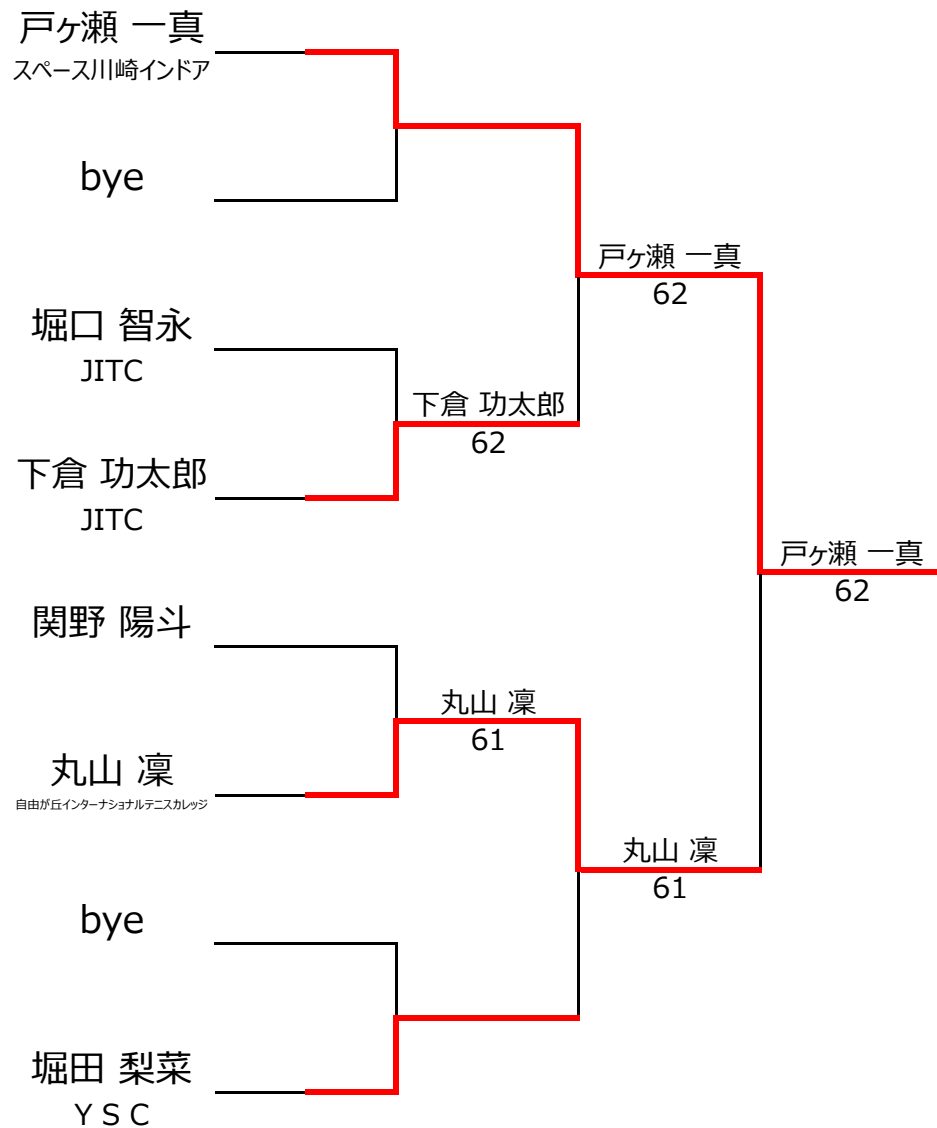 戸ヶ瀬 一真
スペース川崎インドア
bye
戸ヶ瀬 一真
62
堀口 智永
JITC
下倉 功太郎
62
下倉 功太郎
JITC
戸ヶ瀬 一真
62
関野 陽斗
丸山 凜
61
丸山 凜
自由が丘インターナショナルテニスカレッジ
丸山 凜
61
bye
堀田 梨菜
ＹＳＣ